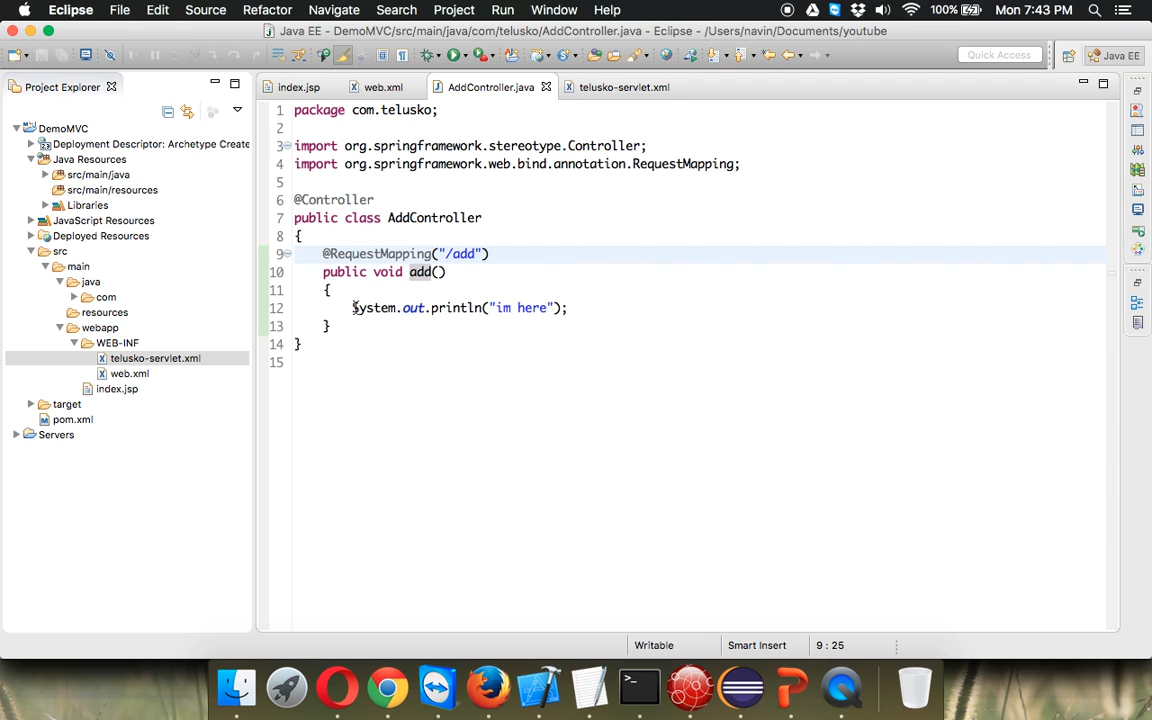 Eclipse File Edit Source Refactor Navigate Search Project Run Window Help 100% Mon 7:43 PM
Java EE - DemoMVC/src/main/java/com/telusko/AddController.java - Eclipse - /Users/navin/Documents/youtube
Quick Access Java EE
Project Explorer
index.jsp web.xml AddController.java telusko-servlet.xml
DemoMVC
Deployment Descriptor: Archetype Create
Java Resources
src/main/java
src/main/resources
Libraries
JavaScript Resources
Deployed Resources
src
main
java
com
resources
webapp
WEB-INF
telusko-servlet.xml
web.xml
index.jsp
target
pom.xml
Servers
1 package com.telusko;
2
3 import org.springframework.stereotype.Controller;
4 import org.springframework.web.bind.annotation.RequestMapping;
5
6 @Controller
7 public class AddController
8 {
9 @RequestMapping("/add")
10 public void add()
11 {
12 System.out.println("im here");
13 }
14 }
15
Writable Smart Insert 9 : 25